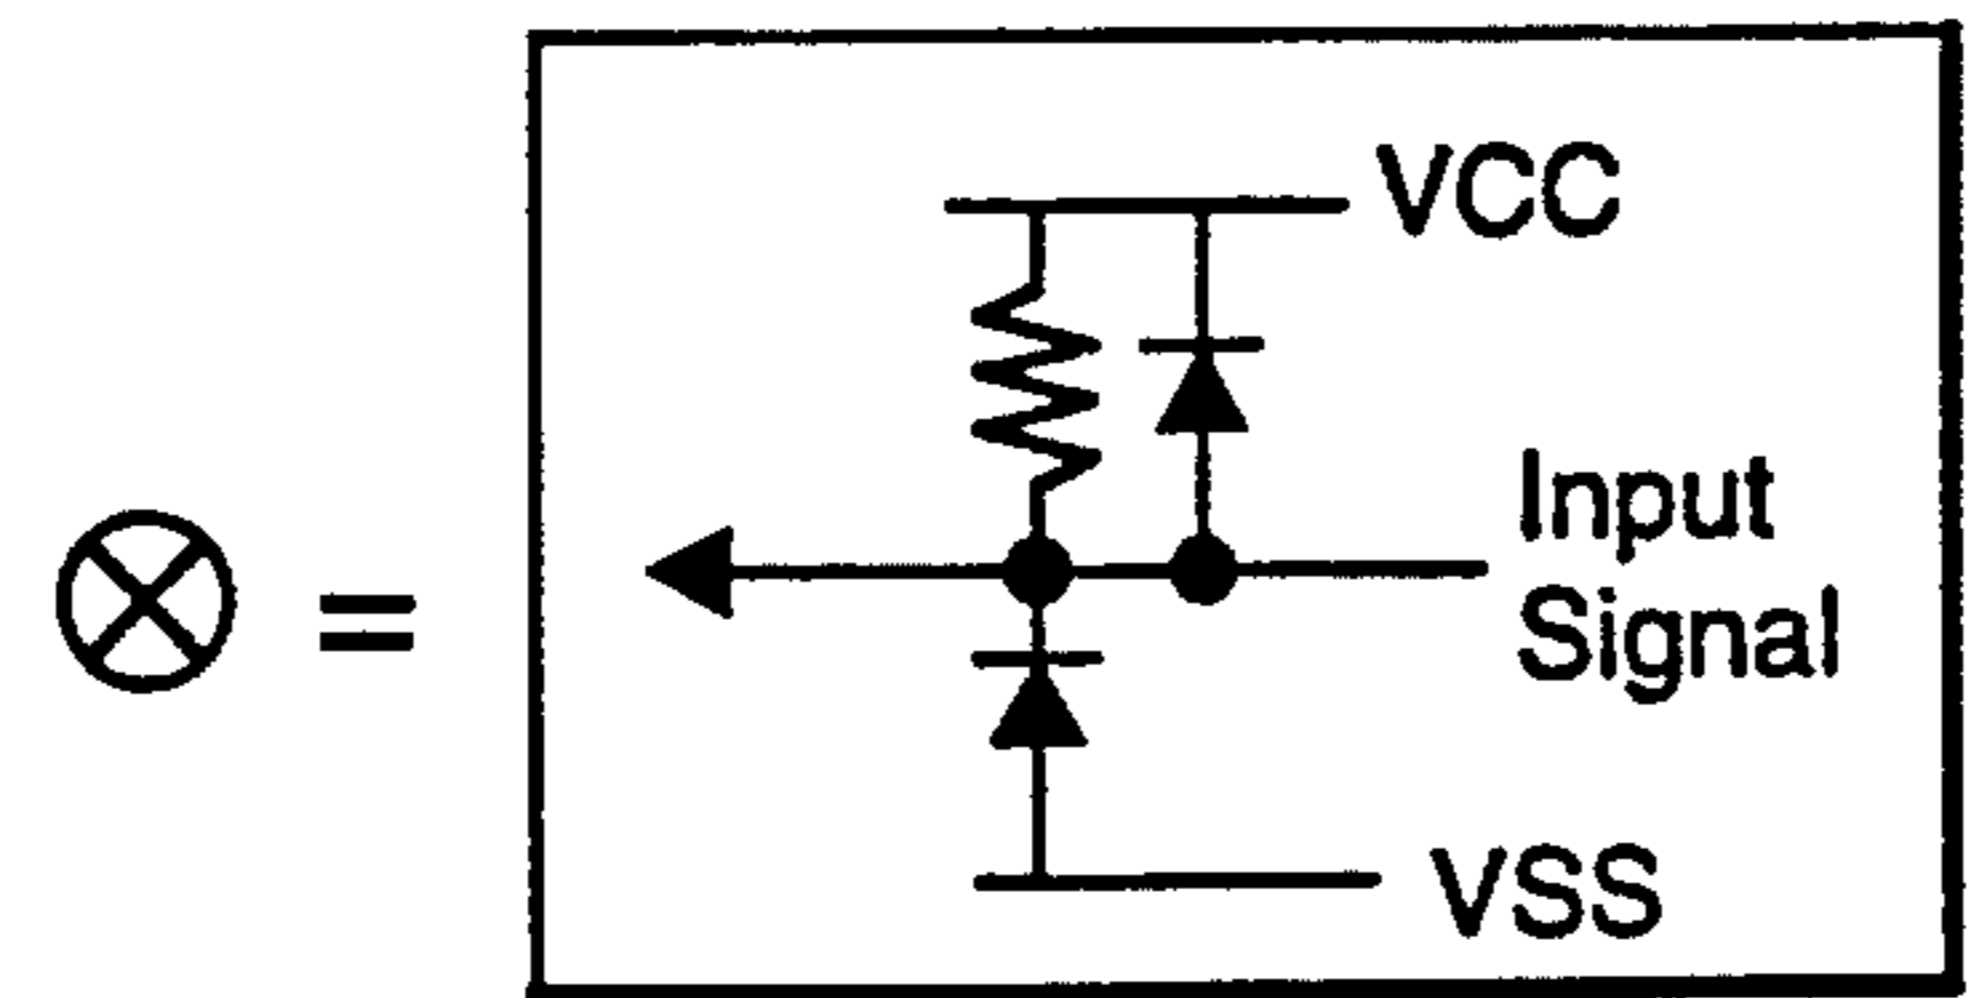 VCC
=
Input
Signal
VSS